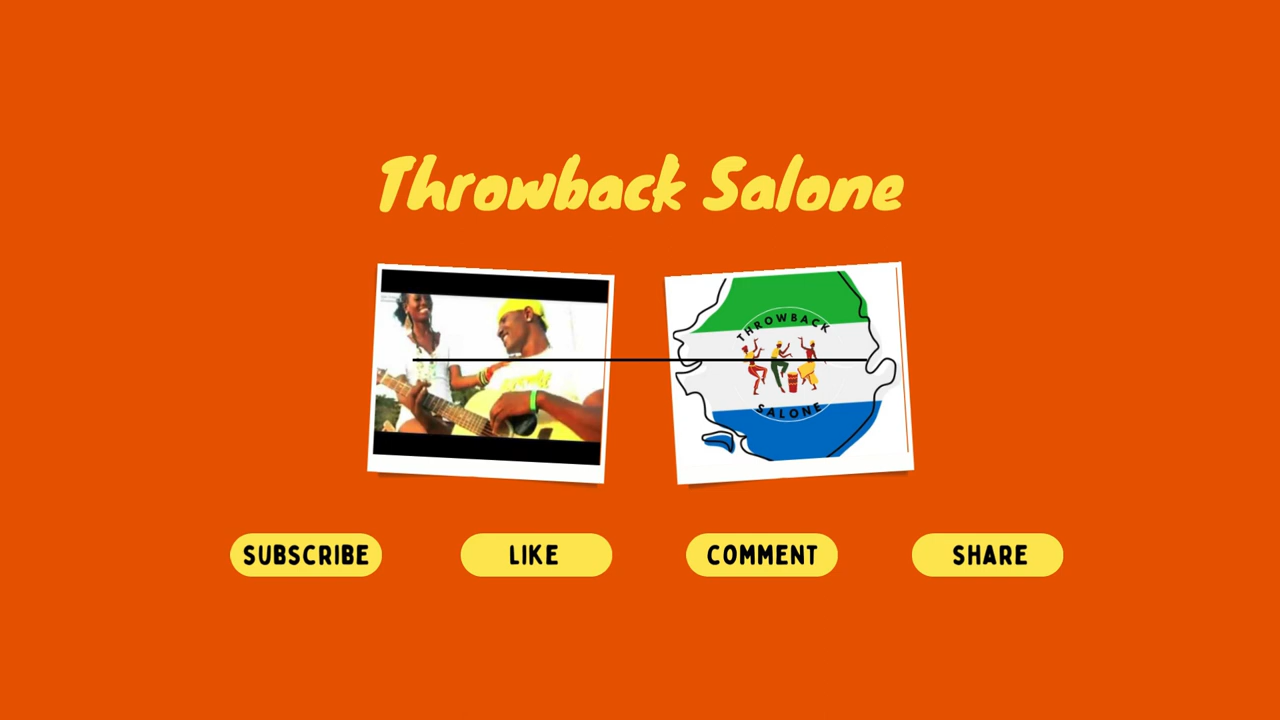 Throwback Salone
THROWBACK
SALONE
SUBSCRIBE
LIKE
COMMENT
SHARE